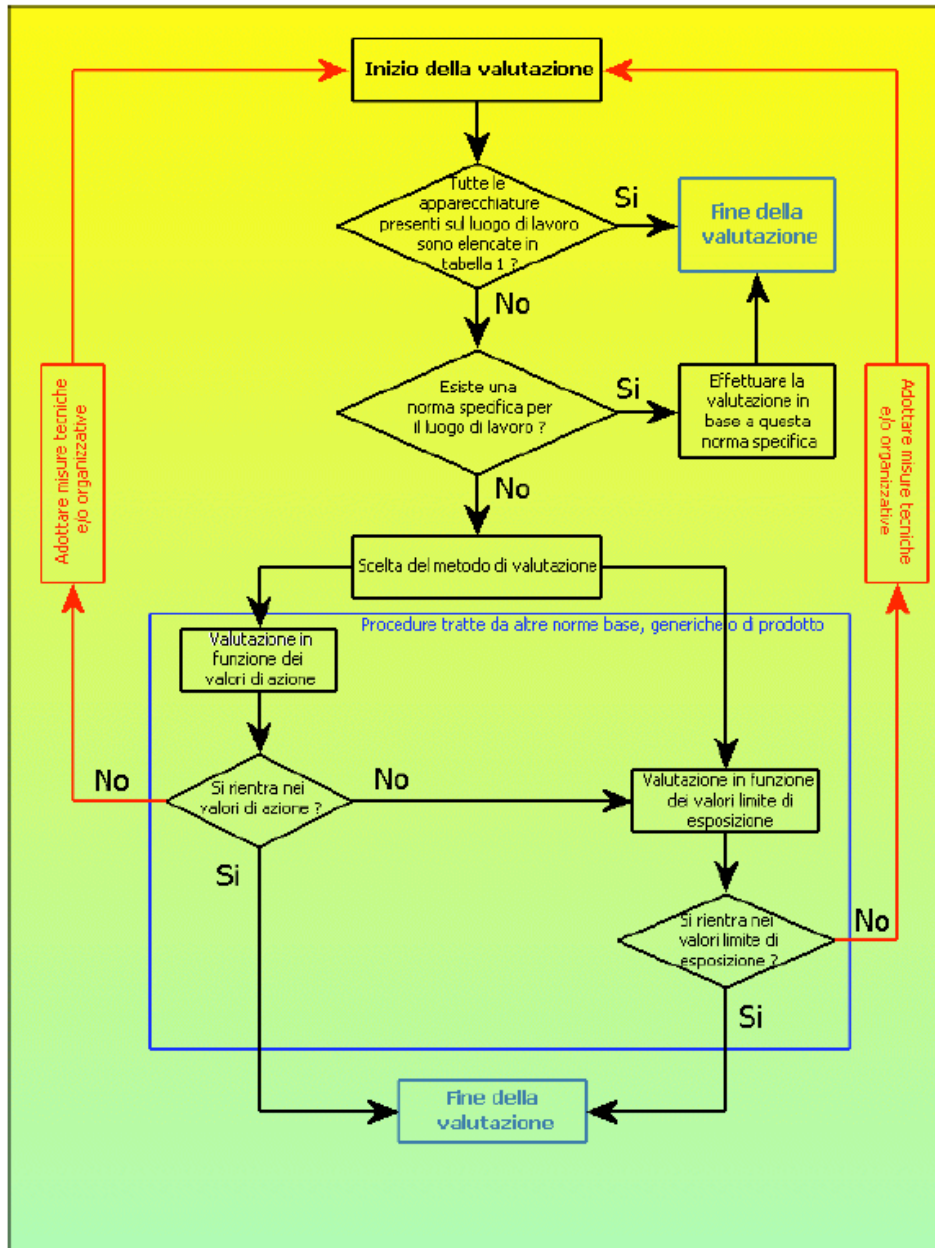 Inizio della valutazione
Tutte le
apparecchiature
presenti sul luogo di lavoro
sono elencate in
tabella 1 ?
Si
Fine della
valutazione
No
Esiste una
norma specifica per
il luogo di lavoro ?
Si
Effettuare la
valutazione in
base a questa
norma specifica
Adottare misure tecniche
e/o organizzative
Adottare misure tecniche
e/o organizzative
No
Scelta del metodo di valutazione
Procedure tratte da altre norme base, generiche o di prodotto
Valutazione in
funzione dei
valori di azione
No
Si rientra nei
valori di azione ?
No
Valutazione in funzione
dei valori limite di
esposizione
Si
Si rientra nei
valori limite di
esposizione ?
No
Si
Fine della
valutazione